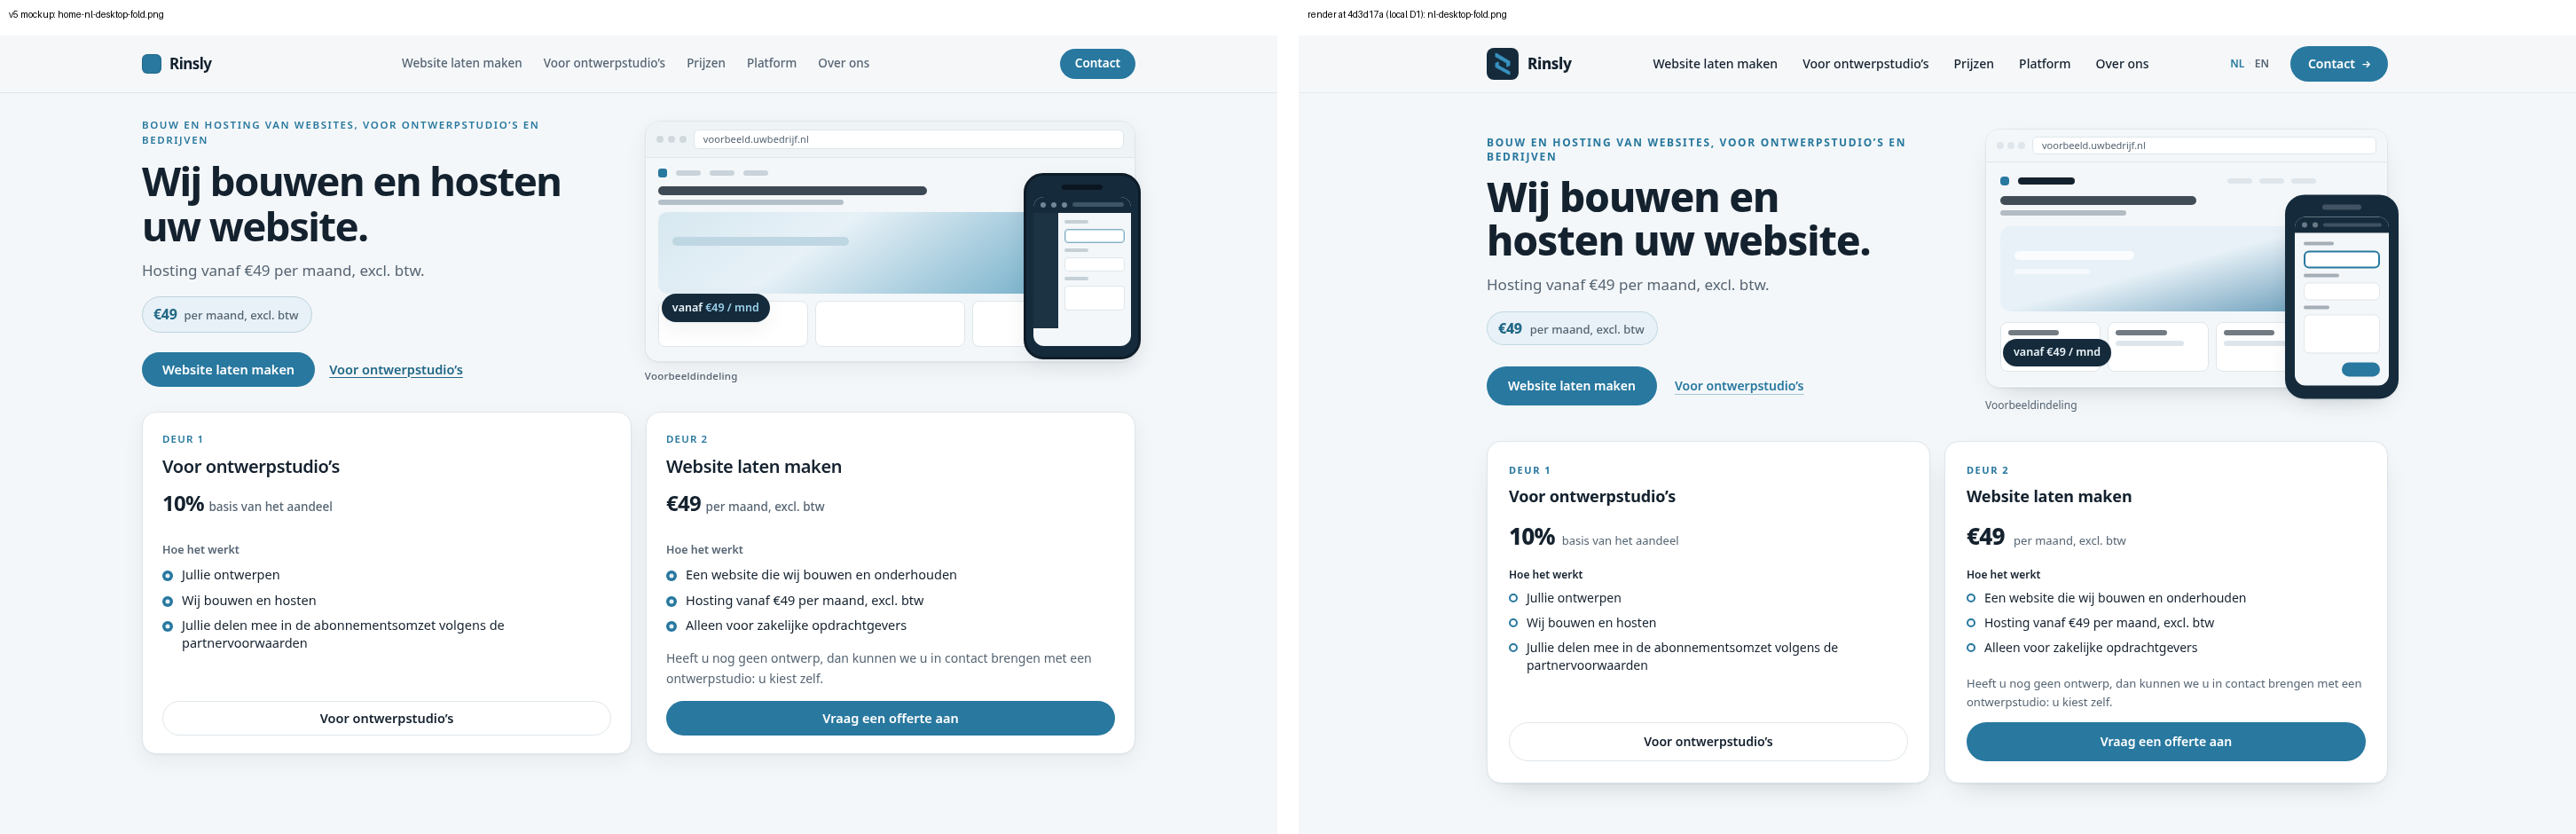 v5 mockup: home-nl-desktop-fold.png
Rinsly
Website laten maken
Voor ontwerpstudio’s
Prijzen
Platform
Over ons
Contact
BOUW EN HOSTING VAN WEBSITES, VOOR ONTWERPSTUDIO’S EN
BEDRIJVEN
Wij bouwen en hosten
uw website.
Hosting vanaf €49 per maand, excl. btw.
€49 per maand, excl. btw
Website laten maken
Voor ontwerpstudio’s
voorbeeld.uwbedrijf.nl
vanaf €49 / mnd
Voorbeeldindeling
DEUR 1
Voor ontwerpstudio’s
10% basis van het aandeel
Hoe het werkt
Jullie ontwerpen
Wij bouwen en hosten
Jullie delen mee in de abonnementsomzet volgens de
partnervoorwaarden
Voor ontwerpstudio’s
DEUR 2
Website laten maken
€49 per maand, excl. btw
Hoe het werkt
Een website die wij bouwen en onderhouden
Hosting vanaf €49 per maand, excl. btw
Alleen voor zakelijke opdrachtgevers
Heeft u nog geen ontwerp, dan kunnen we u in contact brengen met een
ontwerpstudio: u kiest zelf.
Vraag een offerte aan
render at 4d3d17a (local D1): nl-desktop-fold.png
Rinsly
Website laten maken
Voor ontwerpstudio’s
Prijzen
Platform
Over ons
NL · EN
Contact →
BOUW EN HOSTING VAN WEBSITES, VOOR ONTWERPSTUDIO’S EN
BEDRIJVEN
Wij bouwen en
hosten uw website.
Hosting vanaf €49 per maand, excl. btw.
€49 per maand, excl. btw
Website laten maken
Voor ontwerpstudio’s
voorbeeld.uwbedrijf.nl
vanaf €49 / mnd
Voorbeeldindeling
DEUR 1
Voor ontwerpstudio’s
10% basis van het aandeel
Hoe het werkt
Jullie ontwerpen
Wij bouwen en hosten
Jullie delen mee in de abonnementsomzet volgens de
partnervoorwaarden
Voor ontwerpstudio’s
DEUR 2
Website laten maken
€49 per maand, excl. btw
Hoe het werkt
Een website die wij bouwen en onderhouden
Hosting vanaf €49 per maand, excl. btw
Alleen voor zakelijke opdrachtgevers
Heeft u nog geen ontwerp, dan kunnen we u in contact brengen met een
ontwerpstudio: u kiest zelf.
Vraag een offerte aan